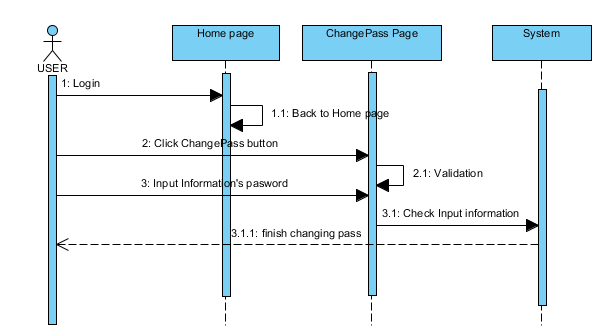 Home page
ChangePass Page
System
USER
1: Login
1.1: Back to Home page
2: Click ChangePass button
2.1: Validation
3: Input Information's pasword
3.1: Check Input information
3.1.1: finish changing pass